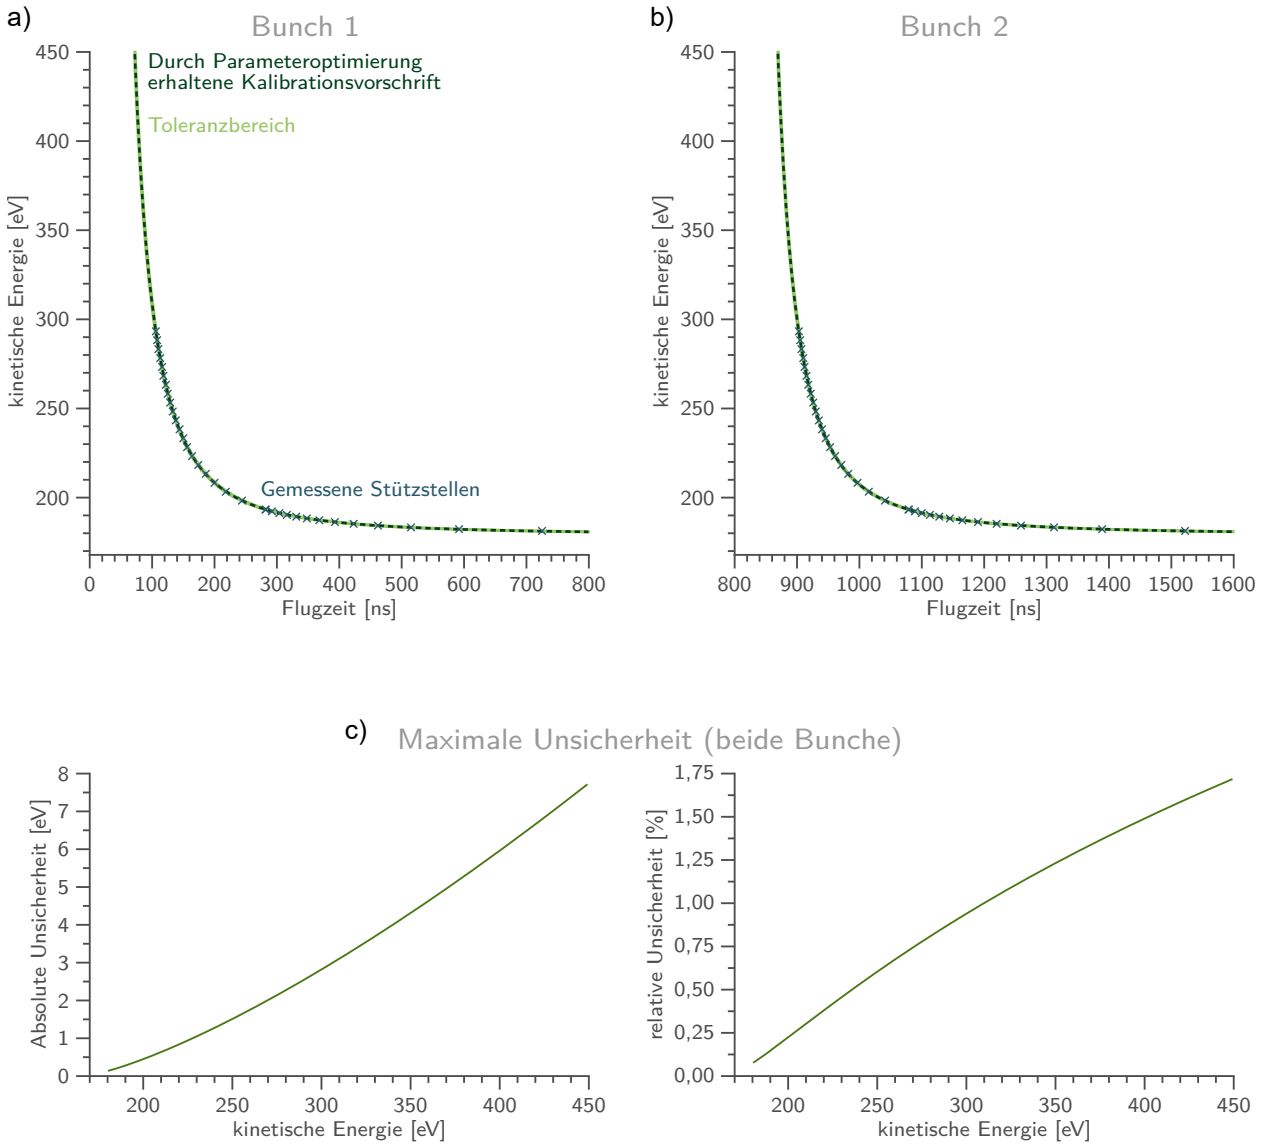 a)
Bunch 1
450
400
350
300
250
200
kinetische Energie [eV]
Durch Parameteroptimierung
erhaltene Kalibrationsvorschrift
Toleranzbereich
Gemessene Stützstellen
0 100 200 300 400 500 600 700 800
Flugzeit [ns]
b)
Bunch 2
450
400
350
300
250
200
kinetische Energie [eV]
800 900 1000 1100 1200 1300 1400 1500 1600
Flugzeit [ns]
c)
Maximale Unsicherheit (beide Bunche)
8
7
6
5
4
3
2
1
0
Absolute Unsicherheit [eV]
200 250 300 350 400 450
kinetische Energie [eV]
1,75
1,50
1,25
1,00
0,75
0,50
0,25
0,00
relative Unsicherheit [%]
200 250 300 350 400 450
kinetische Energie [eV]